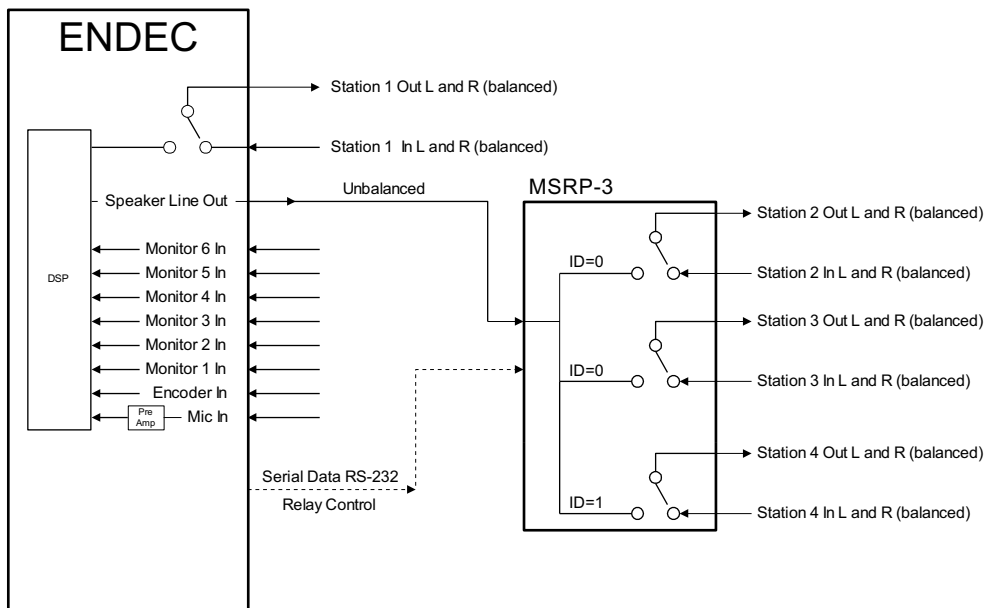 ENDEC
Station 1 Out L and R (balanced)
Station 1 In L and R (balanced)
Speaker Line Out
Unbalanced
MSRP-3
Station 2 Out L and R (balanced)
Monitor 6 In
ID=0
Station 2 In L and R (balanced)
DSP
Monitor 5 In
Monitor 4 In
Monitor 3 In
Station 3 Out L and R (balanced)
Monitor 2 In
Monitor 1 In
ID=0
Station 3 In L and R (balanced)
Encoder In
Pre
Amp
Mic In
Station 4 Out L and R (balanced)
Serial Data RS-232
Relay Control
ID=1
Station 4 In L and R (balanced)